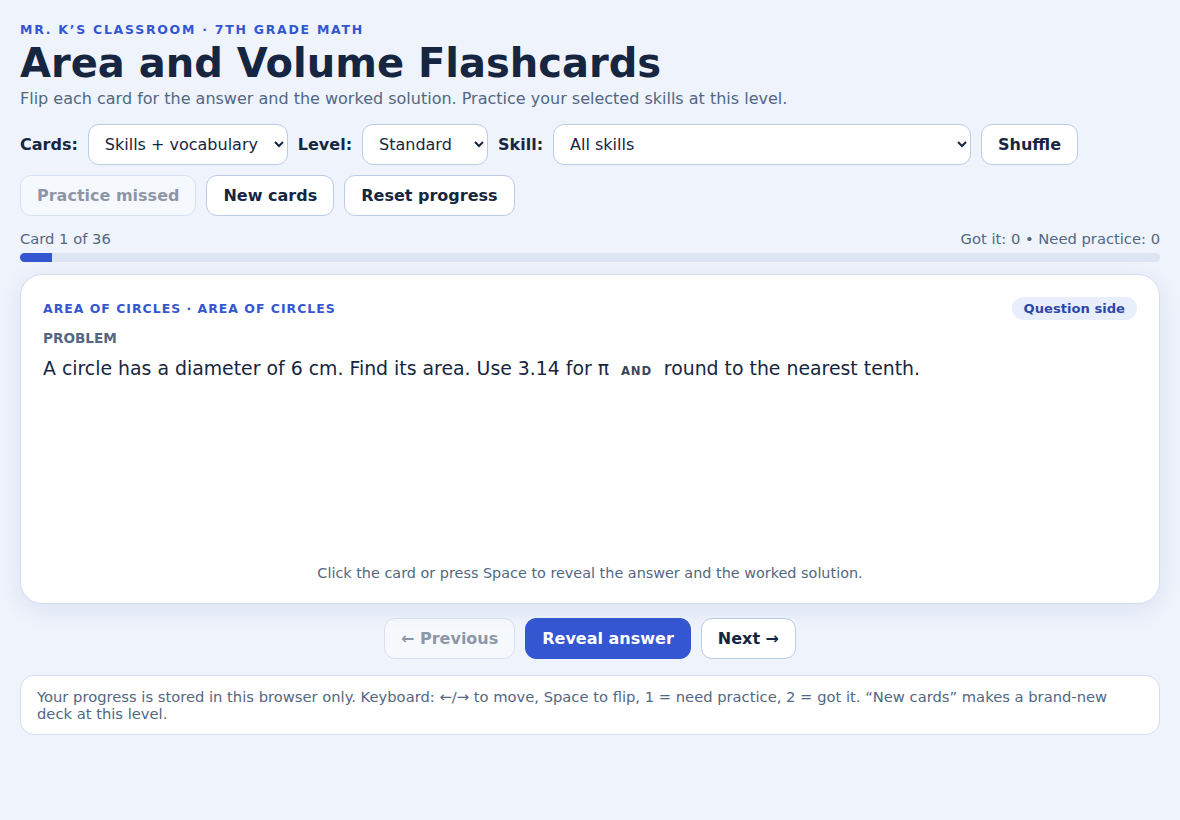 MR. K’S CLASSROOM · 7TH GRADE MATH
Area and Volume Flashcards
Flip each card for the answer and the worked solution. Practice your selected skills at this level.
Cards: Skills + vocabulary Level: Standard Skill: All skills Shuffle
Practice missed New cards Reset progress
Card 1 of 36 Got it: 0 • Need practice: 0
AREA OF CIRCLES · AREA OF CIRCLES Question side
PROBLEM
A circle has a diameter of 6 cm. Find its area. Use 3.14 for π AND round to the nearest tenth.
Click the card or press Space to reveal the answer and the worked solution.
← Previous Reveal answer Next →
Your progress is stored in this browser only. Keyboard: ←/→ to move, Space to flip, 1 = need practice, 2 = got it. “New cards” makes a brand-new
deck at this level.